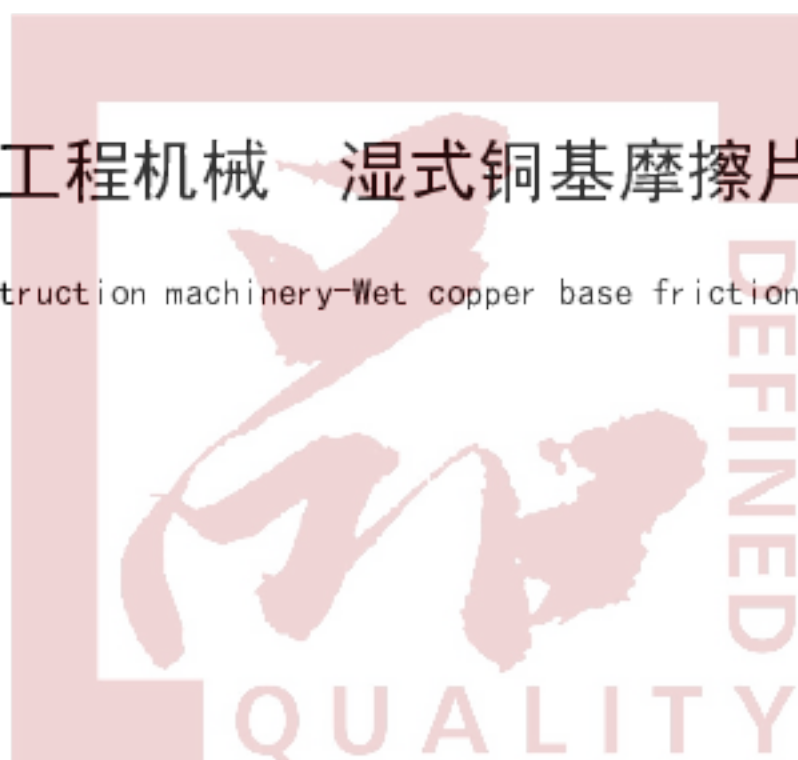 工程机械 湿式铜基摩擦片
truction machinery-Wet copper base friction
DEFINED
QUALITY